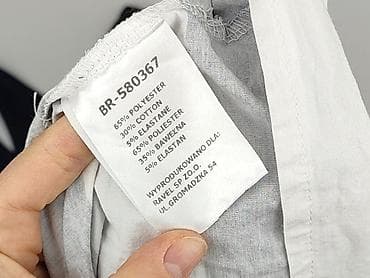 BR-580367
65% POLYESTER
30% COTTON
5% ELASTANE
65% POLIESTER
35% BAWEŁNA
5% ELASTAN
WYPRODUKOWANO DLA:
RAVEL SP ZO.O.
UL.GROMADZKA 54